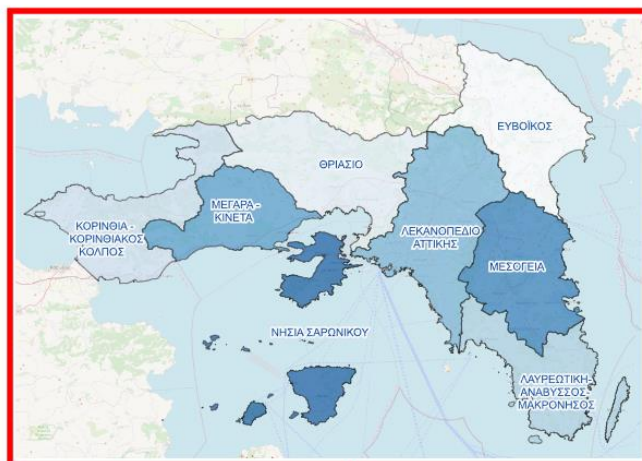 ΕΥΒΟΪΚΟΣ
ΘΡΙΑΣΙΟ
ΜΕΓΑΡΑ -
ΚΙΝΕΤΑ
ΚΟΡΙΝΘΙΑ -
ΚΟΡΙΝΘΙΑΚΟΣ
ΚΟΛΠΟΣ
ΛΕΚΑΝΟΠΕΔΙΟ
ΑΤΤΙΚΗΣ
ΜΕΣΟΓΕΙΑ
ΝΗΣΙΑ ΣΑΡΩΝΙΚΟΥ
ΛΑΥΡΕΩΤΙΚΗ-
ΑΝΑΒΥΣΣΟΣ-
ΜΑΚΡΟΝΗΣΟΣ